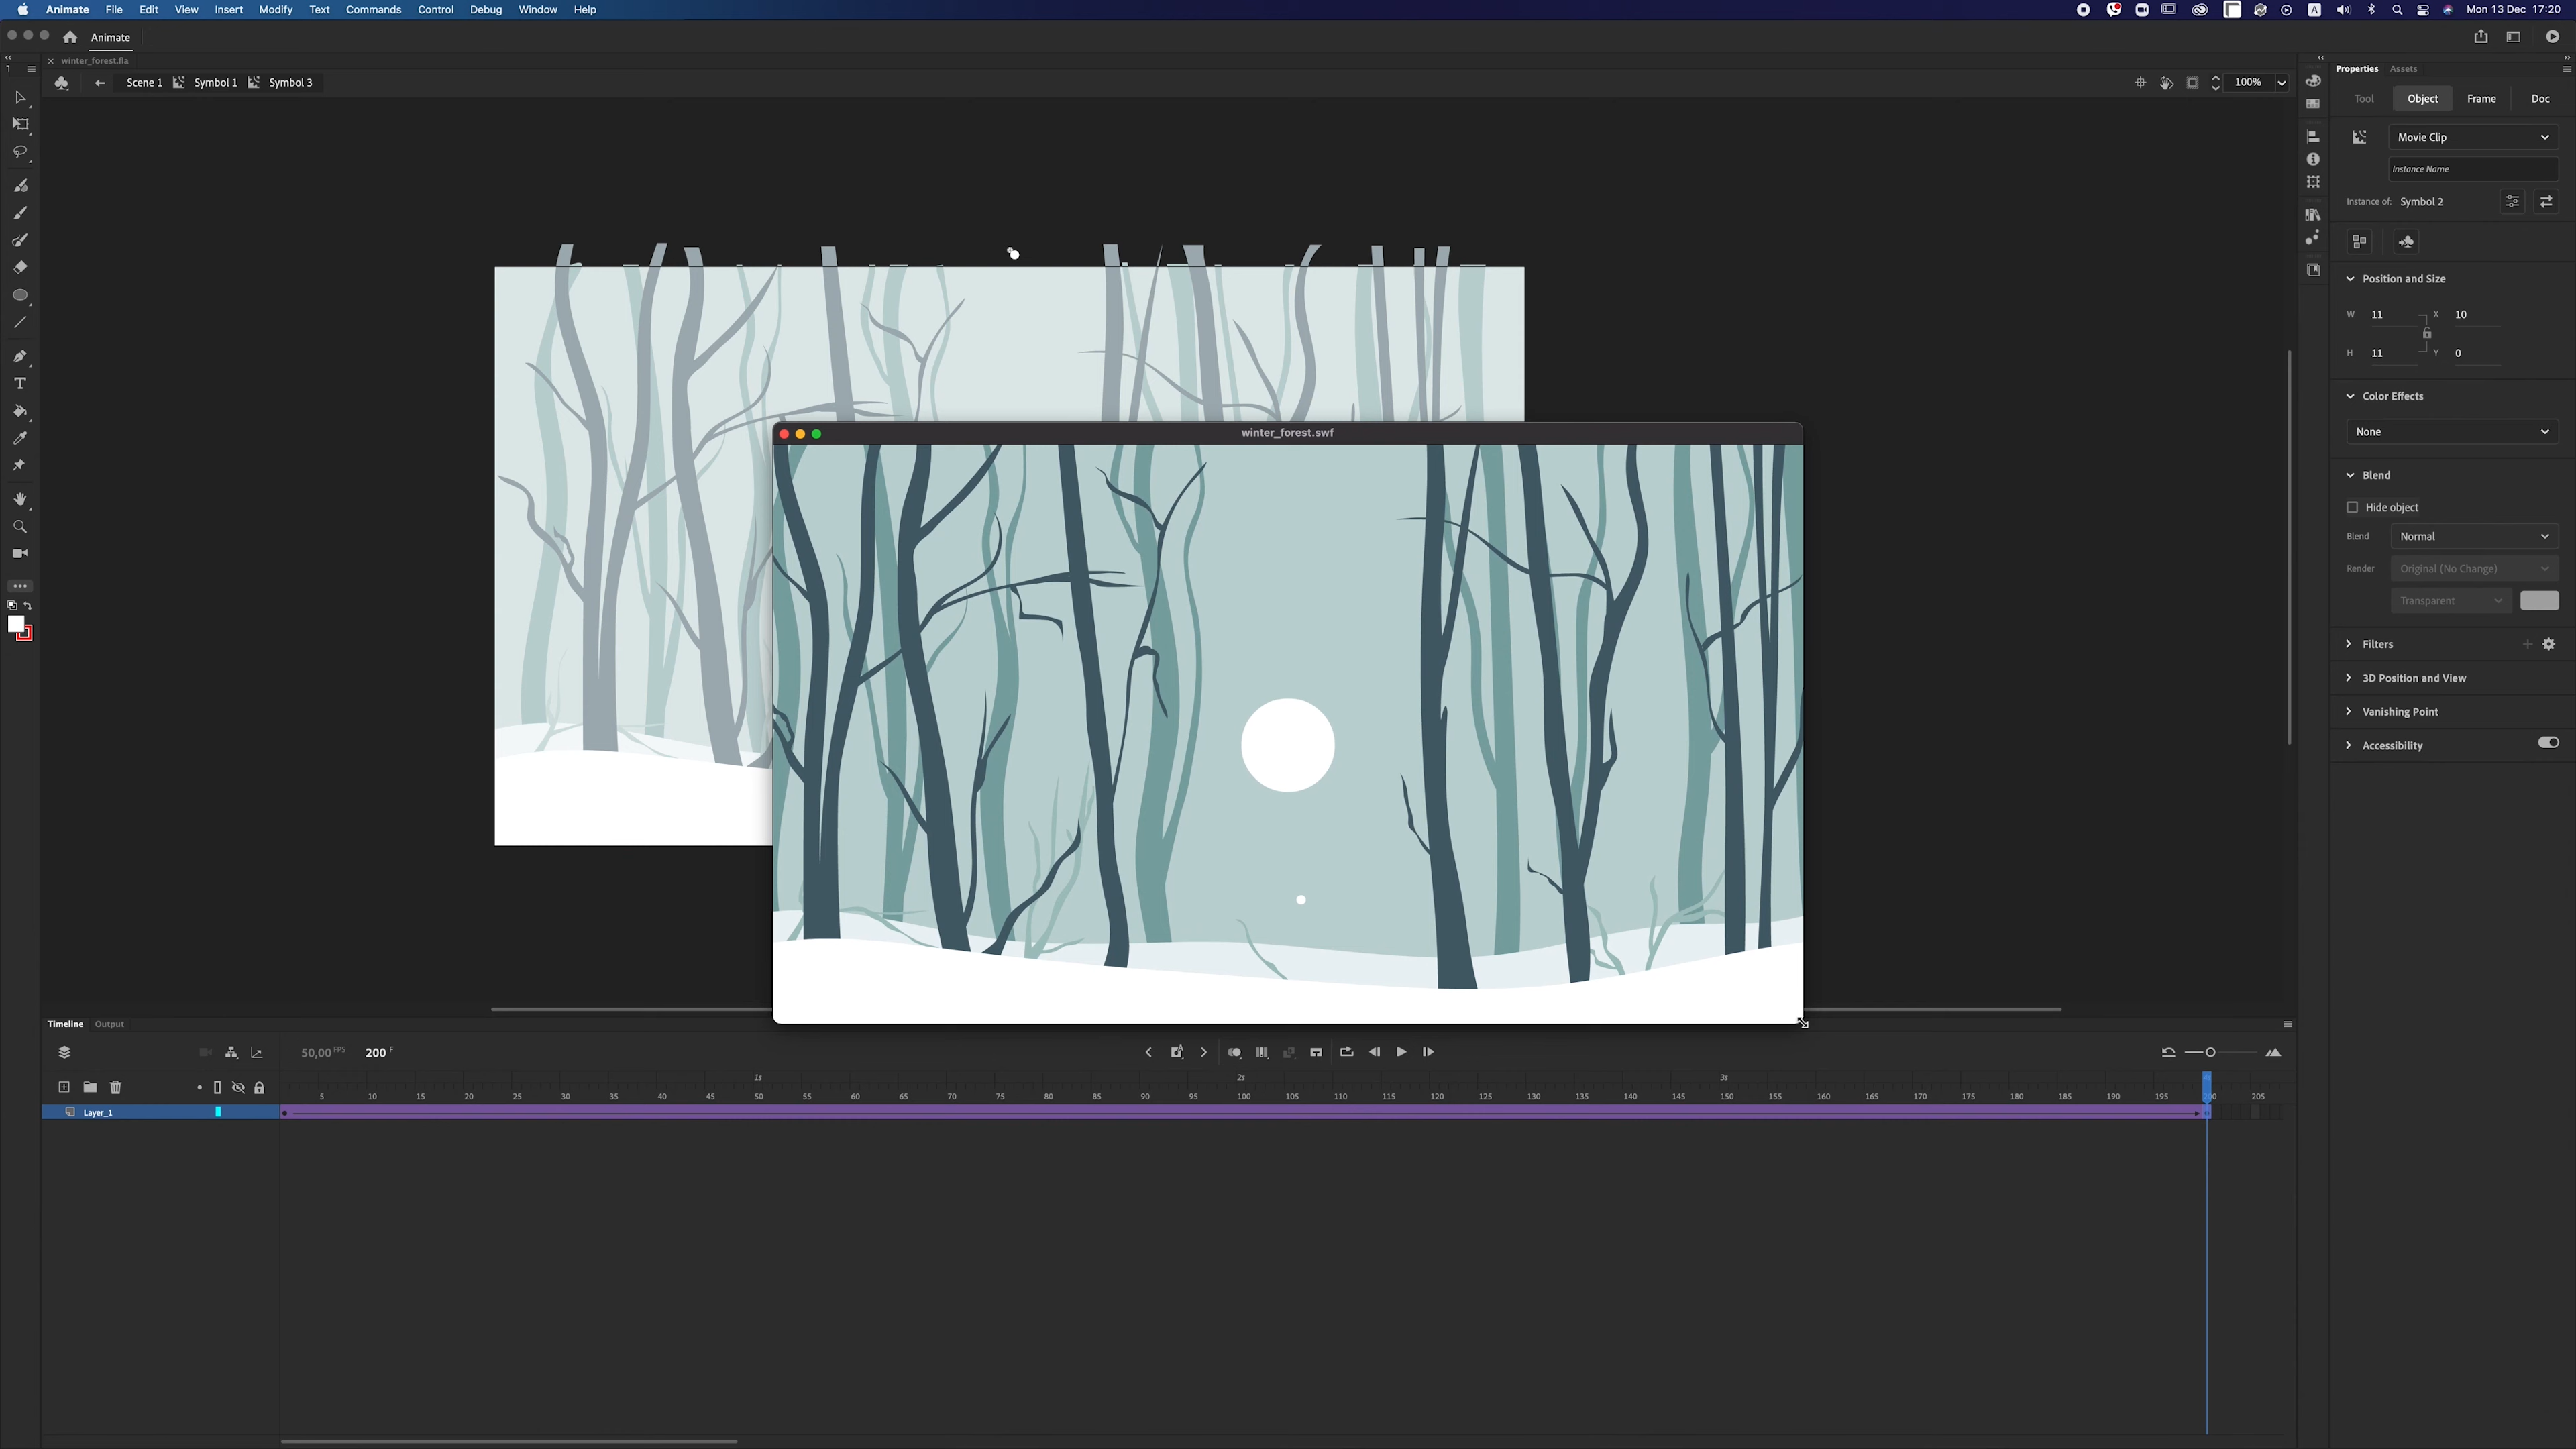 Animate File Edit View Insert Modify Text Commands Control Debug Window Help
A Mon 13 Dec 17:20
Animate
winter_forest.fla
Scene 1 Symbol 1 Symbol 3
100%
Properties Assets
Tool Object Frame Doc
Movie Clip
Instance Name
Instance of: Symbol 2
Position and Size
W 11 X 10
H 11 Y 0
Color Effects
None
Blend
Hide object
Blend Normal
Render Original (No Change)
Transparent
Filters
3D Position and View
Vanishing Point
Accessibility
winter_forest.swf
Timeline Output
50,00 FPS 200 F
1s 2s 3s
5 10 15 20 25 30 35 40 45 50 55 60 65 70 75 80 85 90 95 100 105 110 115 120 125 130 135 140 145 150 155 160 165 170 175 180 185 190 195 200 205
Layer_1